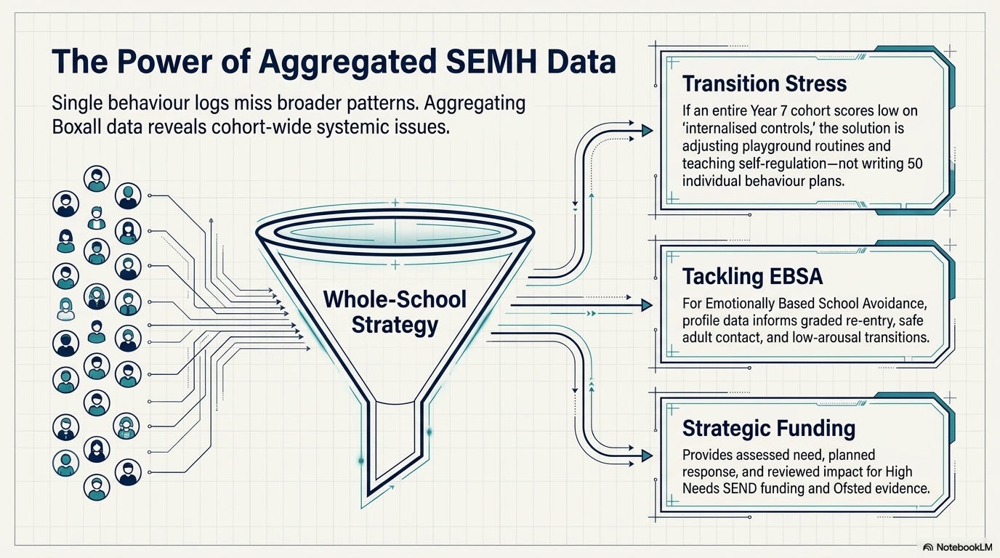 The Power of Aggregated SEMH Data
Single behaviour logs miss broader patterns. Aggregating
Boxall data reveals cohort-wide systemic issues.
Whole-School
Strategy
Transition Stress
If an entire Year 7 cohort scores low on
‘internalised controls,’ the solution is
adjusting playground routines and
teaching self-regulation—not writing 50
individual behaviour plans.
Tackling EBSA
For Emotionally Based School Avoidance,
profile data informs graded re-entry, safe
adult contact, and low-arousal transitions.
Strategic Funding
Provides assessed need, planned
response, and reviewed impact for High
Needs SEND funding and Ofsted evidence.
NotebookLM